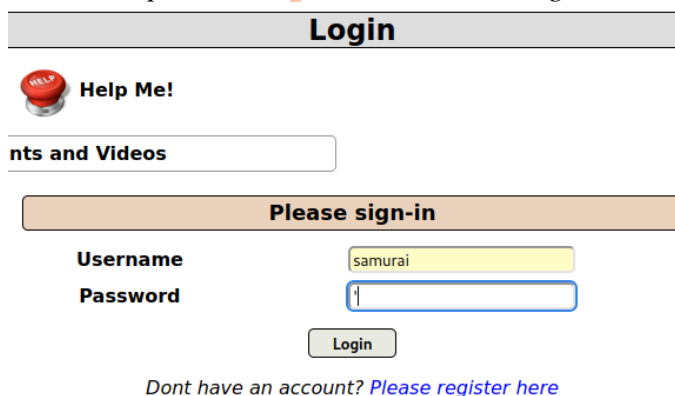 Login
HELP
Help Me!
nts and Videos
Please sign-in
Username samurai
Password '
Login
Dont have an account? Please register here